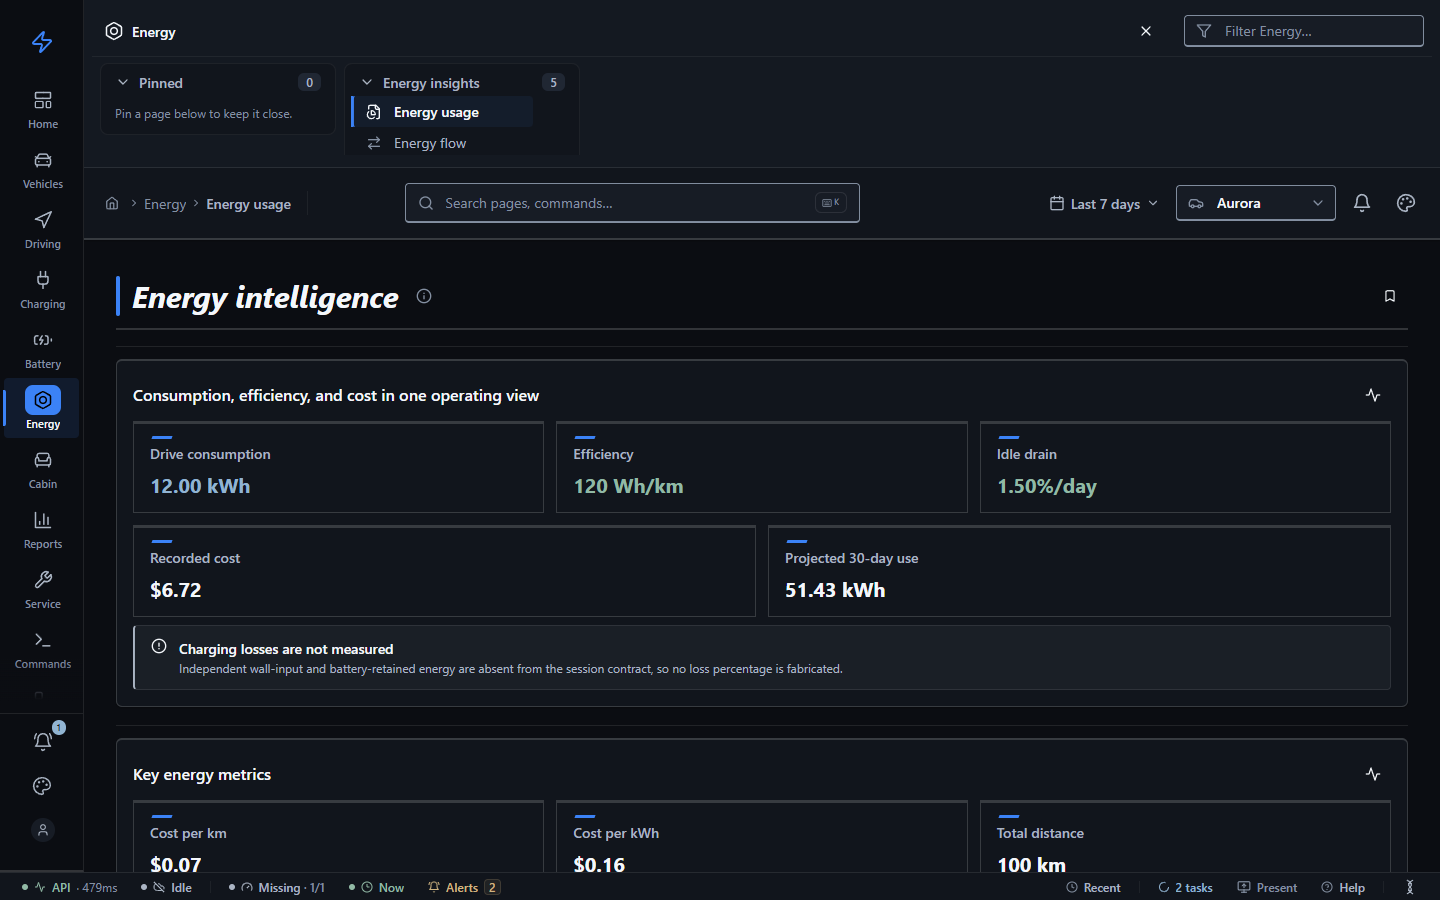 Energy
Filter Energy...
Pinned
0
Pin a page below to keep it close.
Energy insights
5
Energy usage
Energy flow
Home
Vehicles
Driving
Charging
Battery
Energy
Cabin
Reports
Service
Commands
1
Energy
Energy usage
Search pages, commands...
K
Last 7 days
Aurora
Energy intelligence
Consumption, efficiency, and cost in one operating view
Drive consumption
12.00 kWh
Efficiency
120 Wh/km
Idle drain
1.50%/day
Recorded cost
$6.72
Projected 30-day use
51.43 kWh
Charging losses are not measured
Independent wall-input and battery-retained energy are absent from the session contract, so no loss percentage is fabricated.
Key energy metrics
Cost per km
$0.07
Cost per kWh
$0.16
Total distance
100 km
API · 479ms
Idle
Missing · 1/1
Now
Alerts 2
Recent
2 tasks
Present
Help